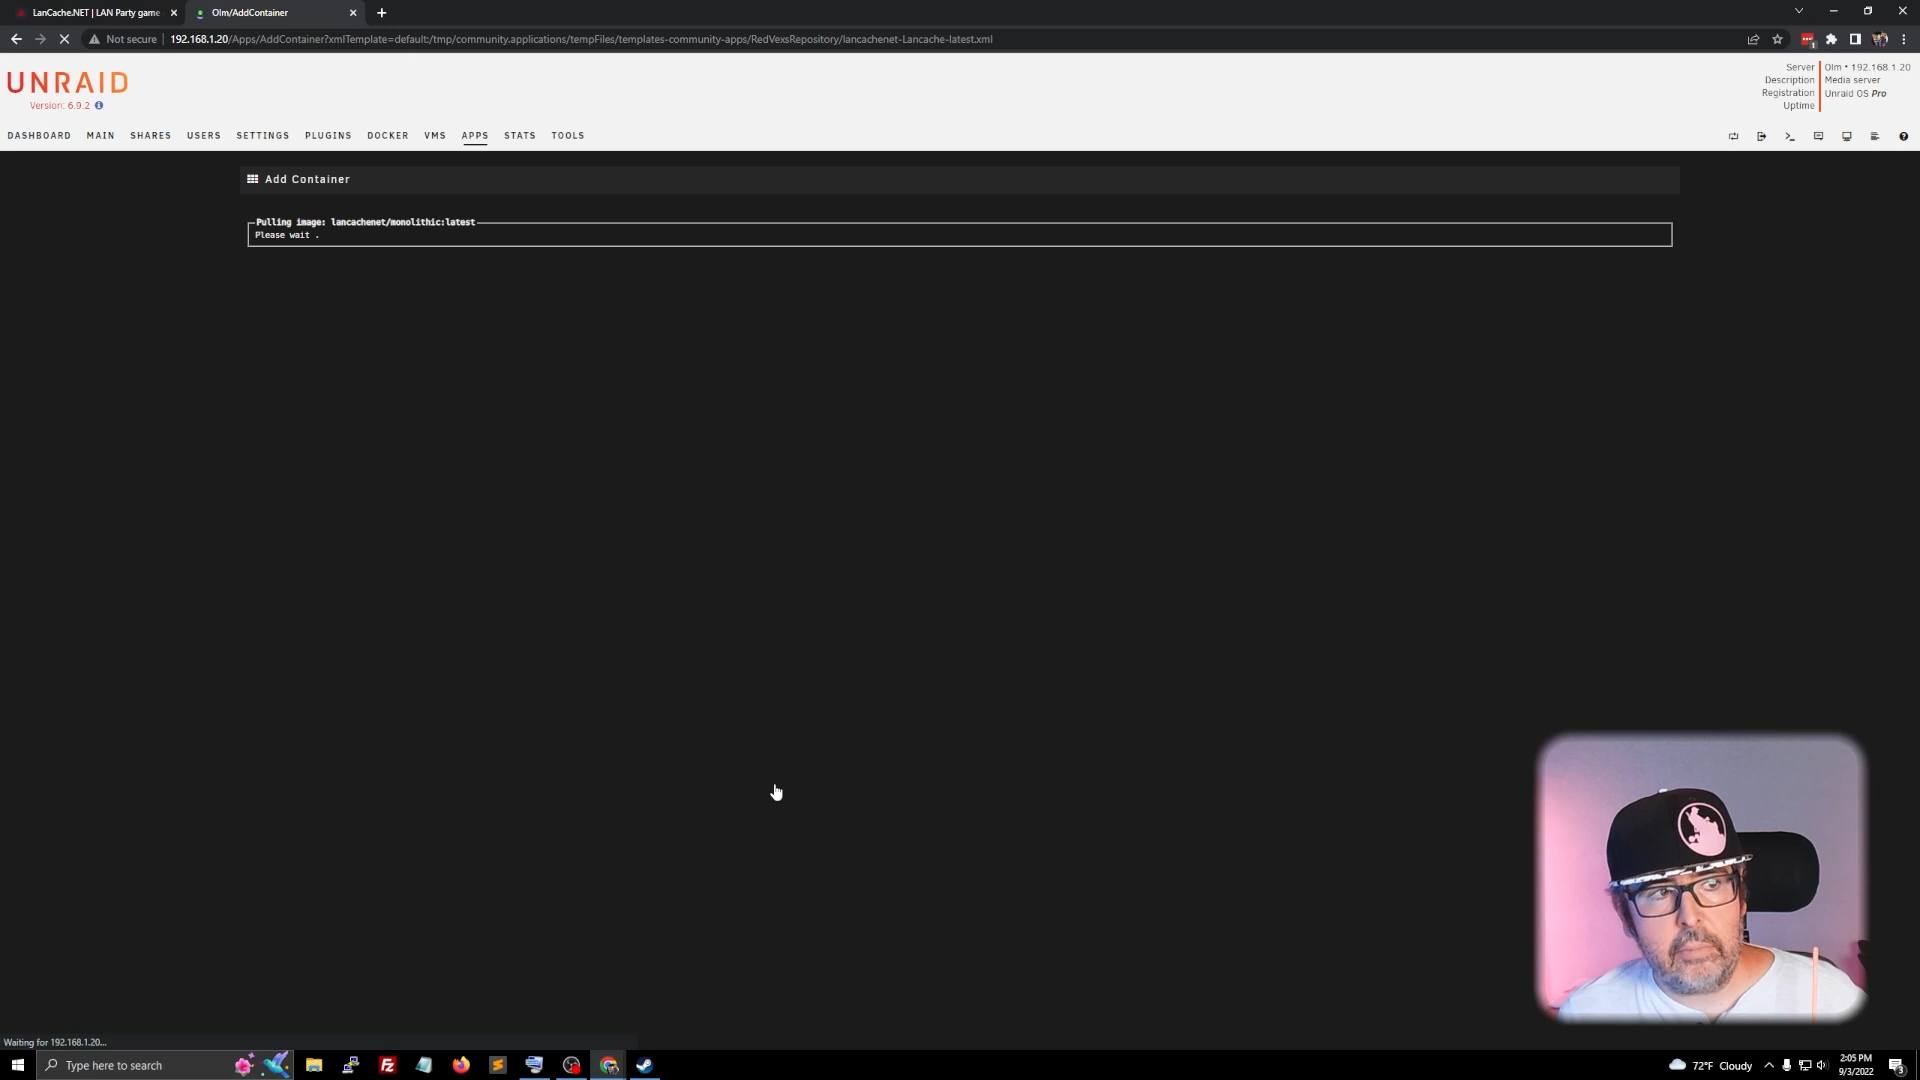 LanCache.NET | LAN Party game
Olm/AddContainer
Not secure
192.168.1.20/Apps/AddContainer?xmlTemplate=default:/tmp/community.applications/tempFiles/templates-community-apps/RedVexsRepository/lancachenet-Lancache-latest.xml
UNRAID
Version: 6.9.2
Server Olm • 192.168.1.20
Description Media server
Registration Unraid OS Pro
Uptime
DASHBOARD MAIN SHARES USERS SETTINGS PLUGINS DOCKER VMS APPS STATS TOOLS
Add Container
Pulling image: lancachenet/monolithic:latest
Please wait .
Waiting for 192.168.1.20...
Type here to search
72°F Cloudy
2:05 PM
9/3/2022
3